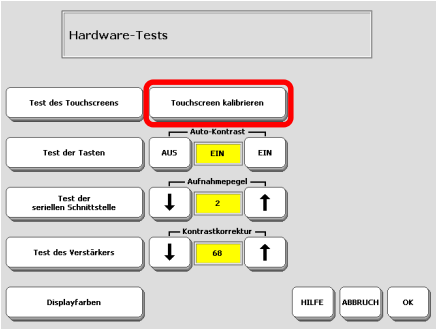 Hardware-Tests
Test des Touchscreens
Touchscreen kalibrieren
Auto-Kontrast
Test der Tasten
AUS
EIN
EIN
Aufnahmepegel
Test der
seriellen Schnittstelle
2
Kontrastkorrektur
Test des Verstärkers
68
Displayfarben
HILFE
ABBRUCH
OK